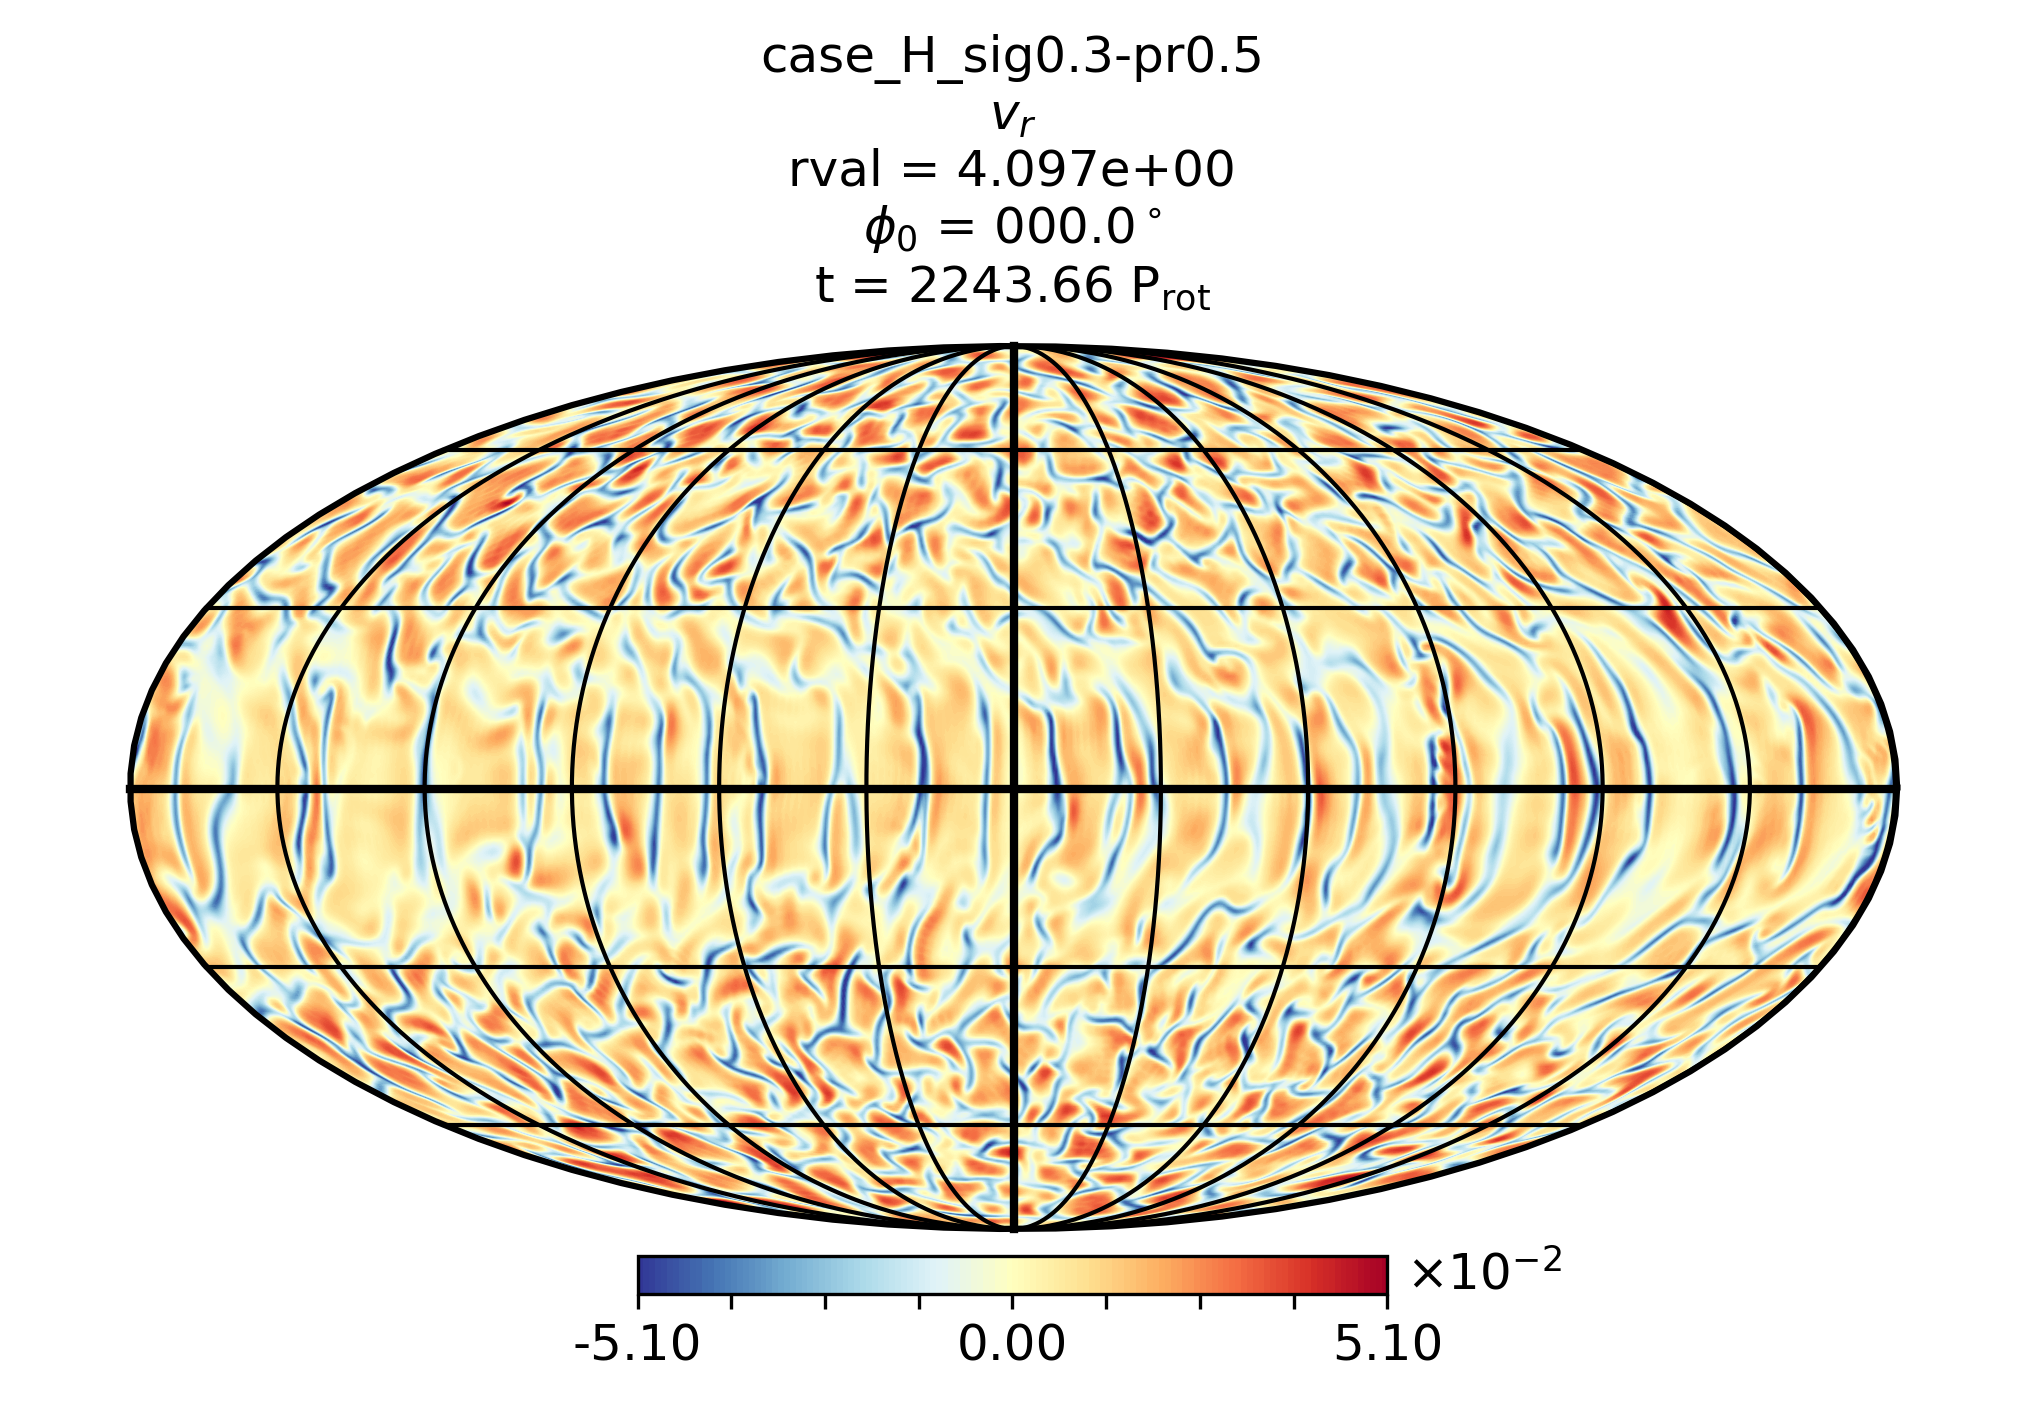 case_H_sig0.3-pr0.5
v_r
rval = 4.097e+00
ϕ_0 = 000.0°
t = 2243.66 P_rot
×10^−2
-5.10 0.00 5.10